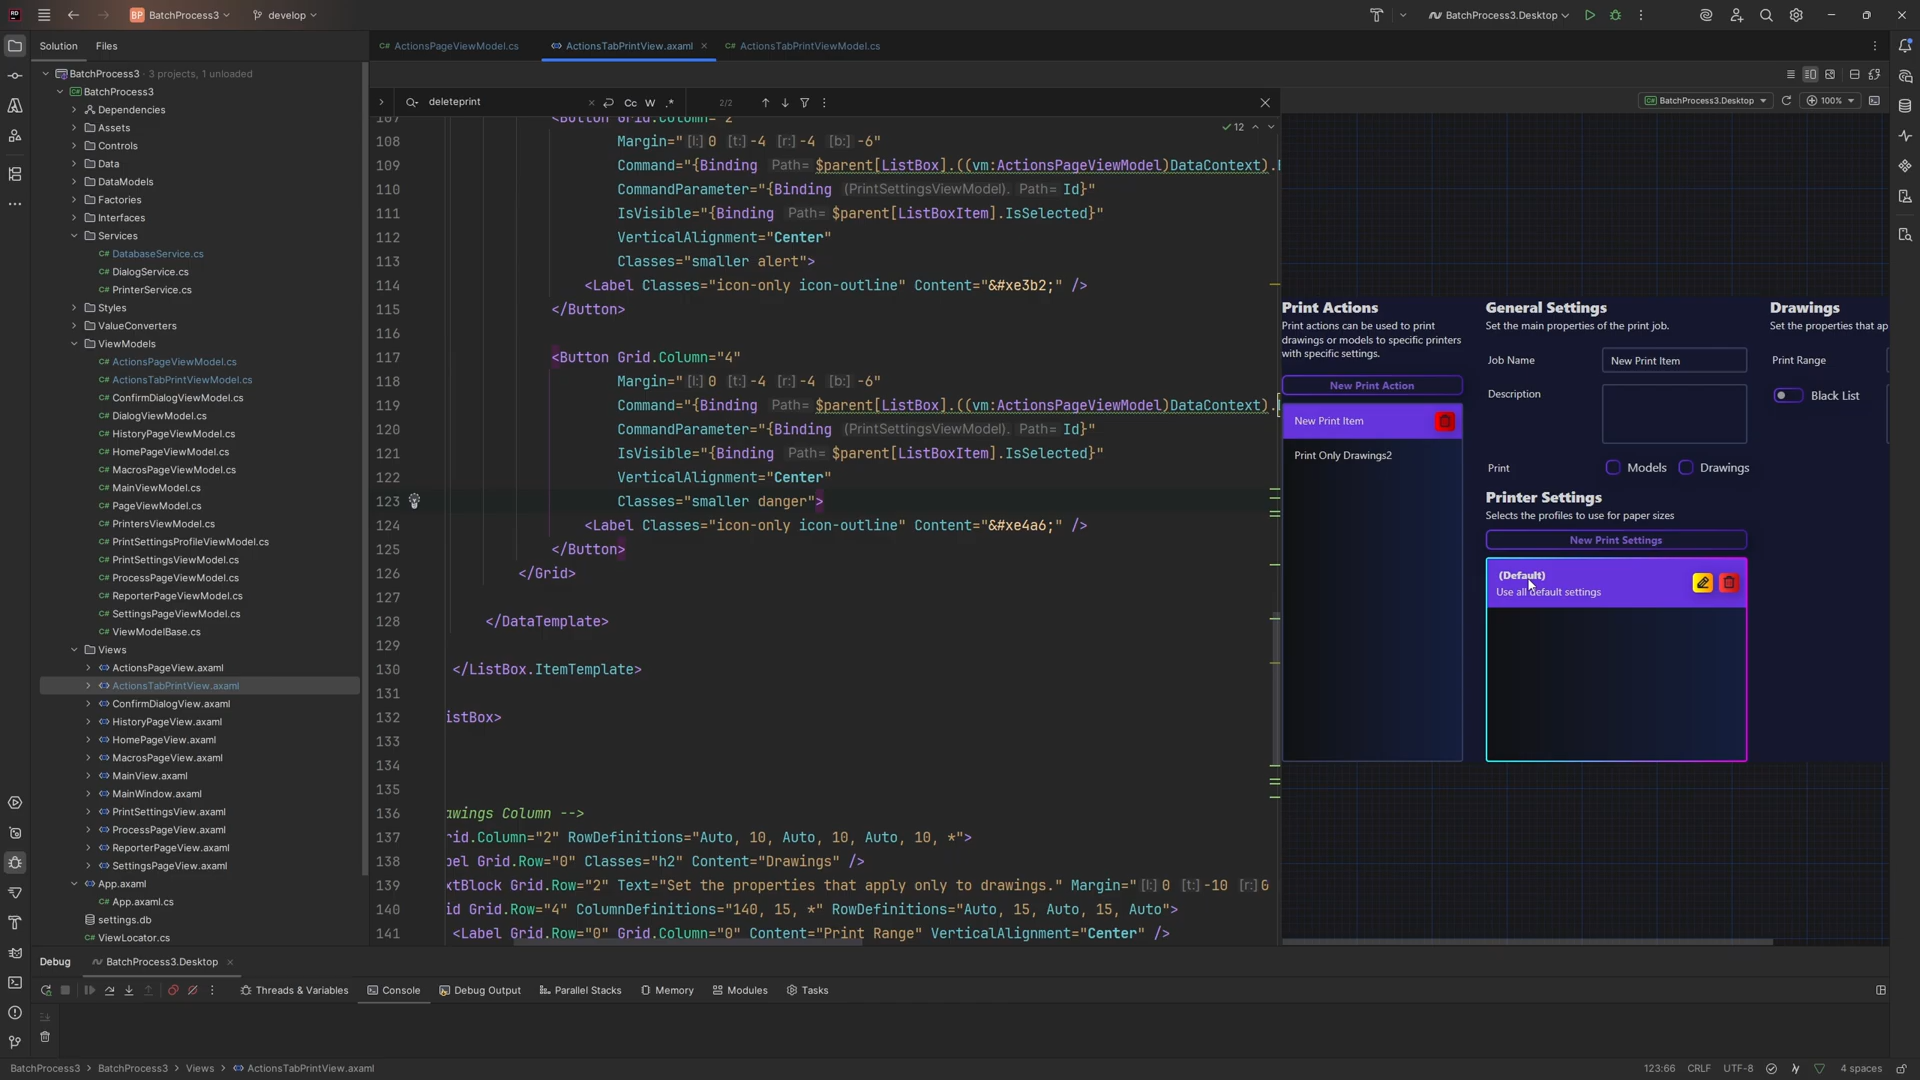 BP BatchProcess3
develop
BatchProcess3.Desktop
Solution
Files
ActionsPageViewModel.cs
ActionsTabPrintView.axaml
ActionsTabPrintViewModel.cs
BatchProcess3 · 3 projects, 1 unloaded
BatchProcess3
Dependencies
Assets
Controls
Data
DataModels
Factories
Interfaces
Services
DatabaseService.cs
DialogService.cs
PrinterService.cs
Styles
ValueConverters
ViewModels
ActionsPageViewModel.cs
ActionsTabPrintViewModel.cs
ConfirmDialogViewModel.cs
DialogViewModel.cs
HistoryPageViewModel.cs
HomePageViewModel.cs
MacrosPageViewModel.cs
MainViewModel.cs
PageViewModel.cs
PrintersViewModel.cs
PrintSettingsProfileViewModel.cs
PrintSettingsViewModel.cs
ProcessPageViewModel.cs
ReporterPageViewModel.cs
SettingsPageViewModel.cs
ViewModelBase.cs
Views
ActionsPageView.axaml
ActionsTabPrintView.axaml
ConfirmDialogView.axaml
HistoryPageView.axaml
HomePageView.axaml
MacrosPageView.axaml
MainView.axaml
MainWindow.axaml
PrintSettingsView.axaml
ProcessPageView.axaml
ReporterPageView.axaml
SettingsPageView.axaml
App.axaml
App.axaml.cs
settings.db
ViewLocator.cs
deleteprint
Cc W .*
2/2
12
107 <Button Grid.Column="2"
108 Margin="[l:]0 [t:]-4 [r:]-4 [b:]-6"
109 Command="{Binding Path=$parent[ListBox].((vm:ActionsPageViewModel)DataContext).
110 CommandParameter="{Binding (PrintSettingsViewModel).Path=Id}"
111 IsVisible="{Binding Path=$parent[ListBoxItem].IsSelected}"
112 VerticalAlignment="Center"
113 Classes="smaller alert">
114 <Label Classes="icon-only icon-outline" Content="&#xe3b2;" />
115 </Button>
116
117 <Button Grid.Column="4"
118 Margin="[l:]0 [t:]-4 [r:]-4 [b:]-6"
119 Command="{Binding Path=$parent[ListBox].((vm:ActionsPageViewModel)DataContext).
120 CommandParameter="{Binding (PrintSettingsViewModel).Path=Id}"
121 IsVisible="{Binding Path=$parent[ListBoxItem].IsSelected}"
122 VerticalAlignment="Center"
123 Classes="smaller danger">
124 <Label Classes="icon-only icon-outline" Content="&#xe4a6;" />
125 </Button>
126 </Grid>
127
128 </DataTemplate>
129
130 </ListBox.ItemTemplate>
131
132 istBox>
133
134
135
136 awings Column -->
137 rid.Column="2" RowDefinitions="Auto, 10, Auto, 10, Auto, 10, *">
138 bel Grid.Row="0" Classes="h2" Content="Drawings" />
139 xtBlock Grid.Row="2" Text="Set the properties that apply only to drawings." Margin="[l:]0 [t:]-10 [r:]0
140 id Grid.Row="4" ColumnDefinitions="140, 15, *" RowDefinitions="Auto, 15, Auto, 15, Auto">
141 <Label Grid.Row="0" Grid.Column="0" Content="Print Range" VerticalAlignment="Center" />
BatchProcess3.Desktop
100%
Print Actions
Print actions can be used to print
drawings or models to specific printers
with specific settings.
New Print Action
New Print Item
Print Only Drawings2
General Settings
Set the main properties of the print job.
Job Name
New Print Item
Description
Print
Models
Drawings
Printer Settings
Selects the profiles to use for paper sizes
New Print Settings
(Default)
Use all default settings
Drawings
Set the properties that ap
Print Range
Black List
Debug
BatchProcess3.Desktop
Threads & Variables
Console
Debug Output
Parallel Stacks
Memory
Modules
Tasks
BatchProcess3 > BatchProcess3 > Views > ActionsTabPrintView.axaml
123:66
CRLF
UTF-8
4 spaces